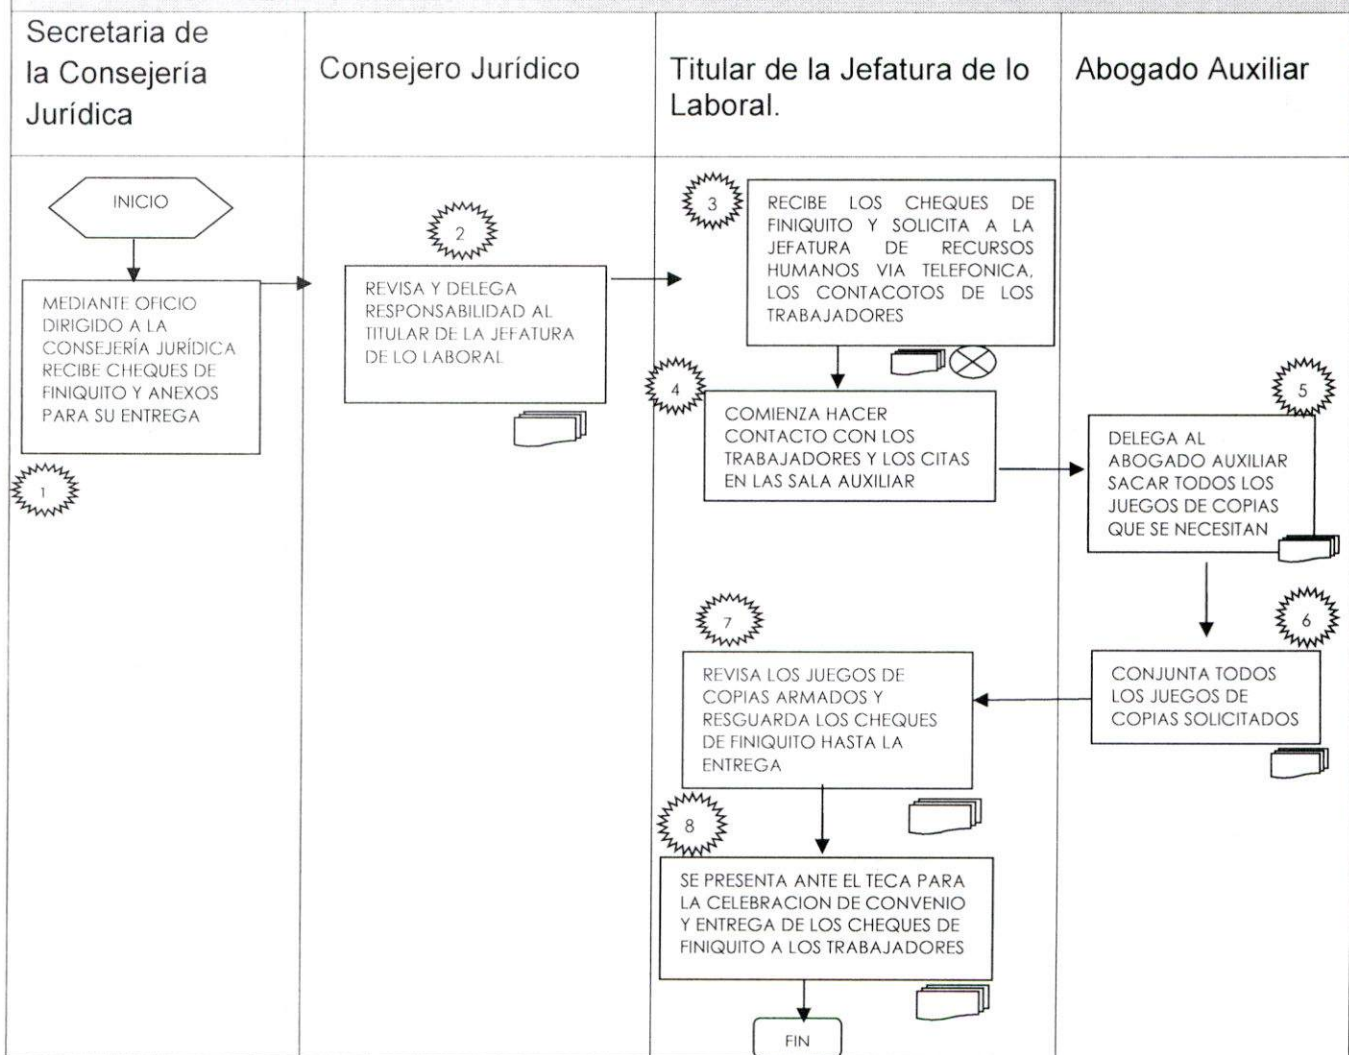 Secretaria de
la Consejería
Jurídica
Consejero Jurídico
Titular de la Jefatura de lo
Laboral.
Abogado Auxiliar
INICIO
MEDIANTE OFICIO
DIRIGIDO A LA
CONSEJERÍA JURÍDICA
RECIBE CHEQUES DE
FINIQUITO Y ANEXOS
PARA SU ENTREGA
1
2
REVISA Y DELEGA
RESPONSABILIDAD AL
TITULAR DE LA JEFATURA
DE LO LABORAL
3
RECIBE LOS CHEQUES DE
FINIQUITO Y SOLICITA A LA
JEFATURA DE RECURSOS
HUMANOS VIA TELEFONICA,
LOS CONTACOTOS DE LOS
TRABAJADORES
4
COMIENZA HACER
CONTACTO CON LOS
TRABAJADORES Y LOS CITAS
EN LAS SALA AUXILIAR
5
DELEGA AL
ABOGADO AUXILIAR
SACAR TODOS LOS
JUEGOS DE COPIAS
QUE SE NECESITAN
6
CONJUNTA TODOS
LOS JUEGOS DE
COPIAS SOLICITADOS
7
REVISA LOS JUEGOS DE
COPIAS ARMADOS Y
RESGUARDA LOS CHEQUES
DE FINIQUITO HASTA LA
ENTREGA
8
SE PRESENTA ANTE EL TECA PARA
LA CELEBRACION DE CONVENIO
Y ENTREGA DE LOS CHEQUES DE
FINIQUITO A LOS TRABAJADORES
FIN